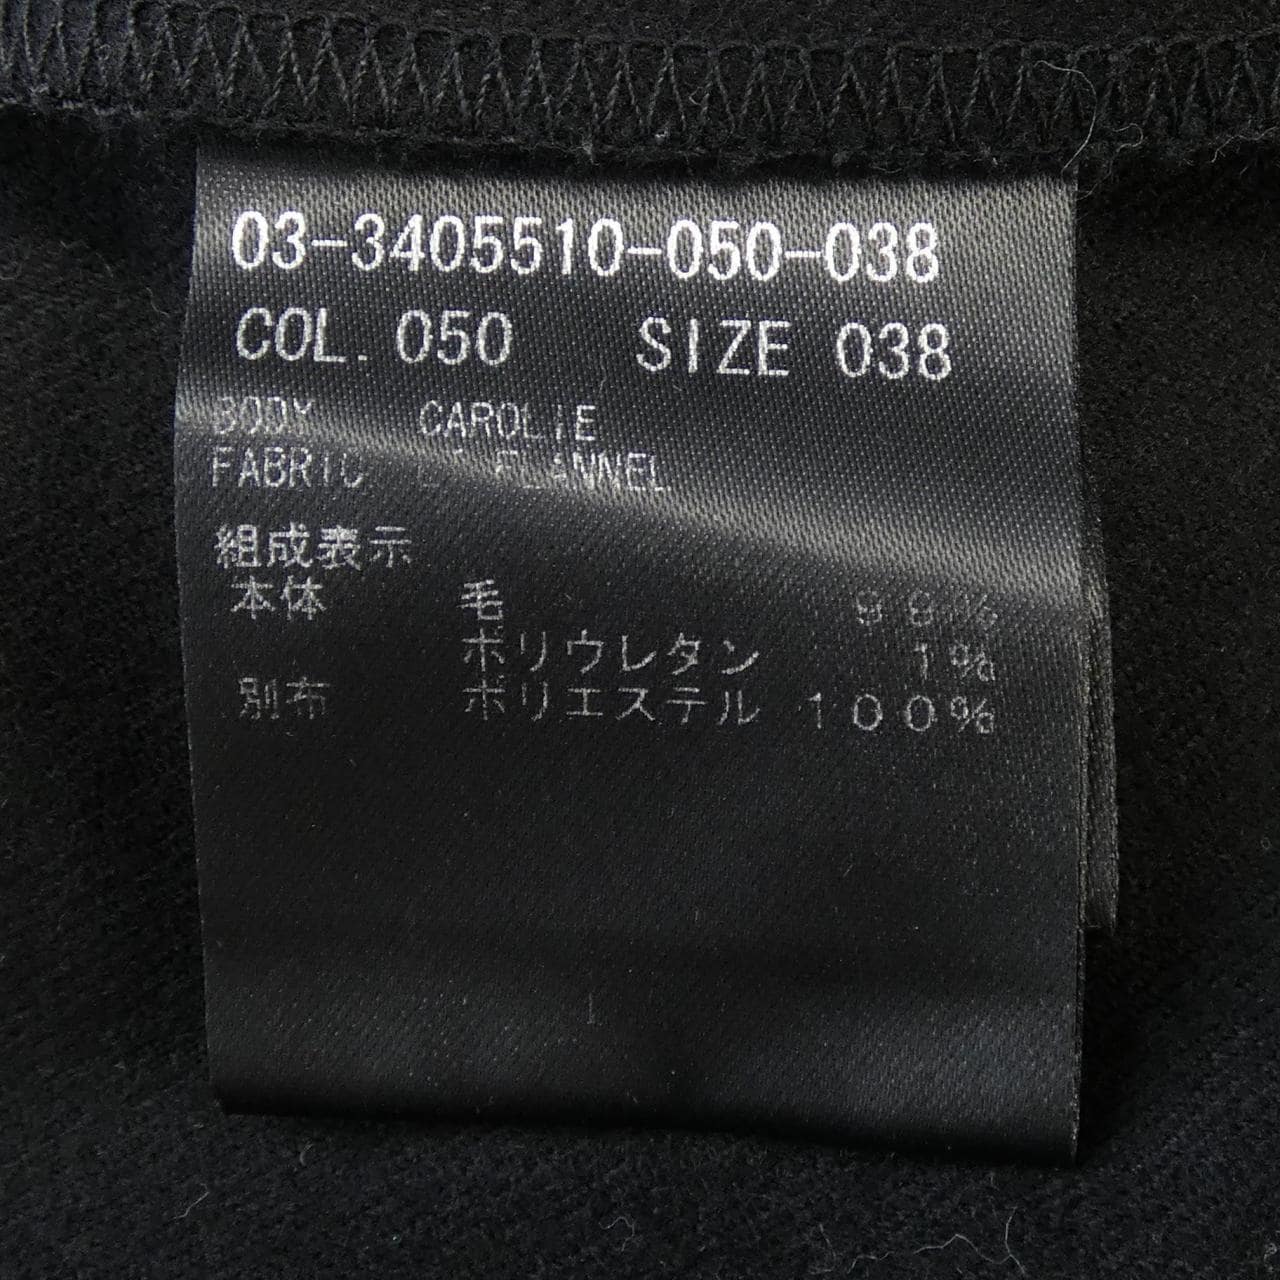 03-3405510-050-038
COL. 050 SIZE 038
BODY CAROLIE
FABRIC FLANNEL
組成表示
本体 毛 99%
ポリウレタン 1%
別布 ポリエステル 100%